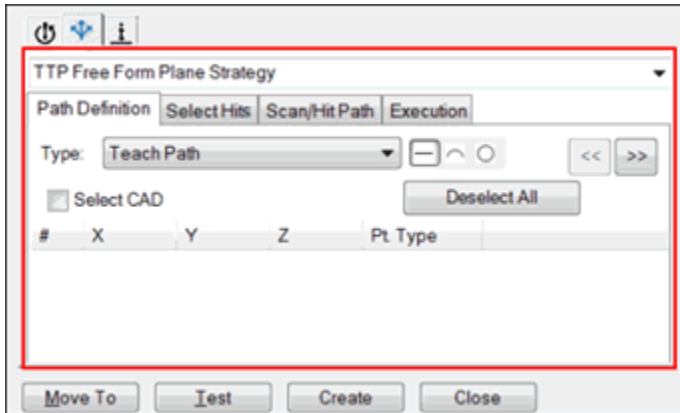 TTP Free Form Plane Strategy
Path Definition Select Hits Scan/Hit Path Execution
Type: Teach Path << >>
Select CAD Deselect All
# X Y Z Pt. Type
Move To Test Create Close